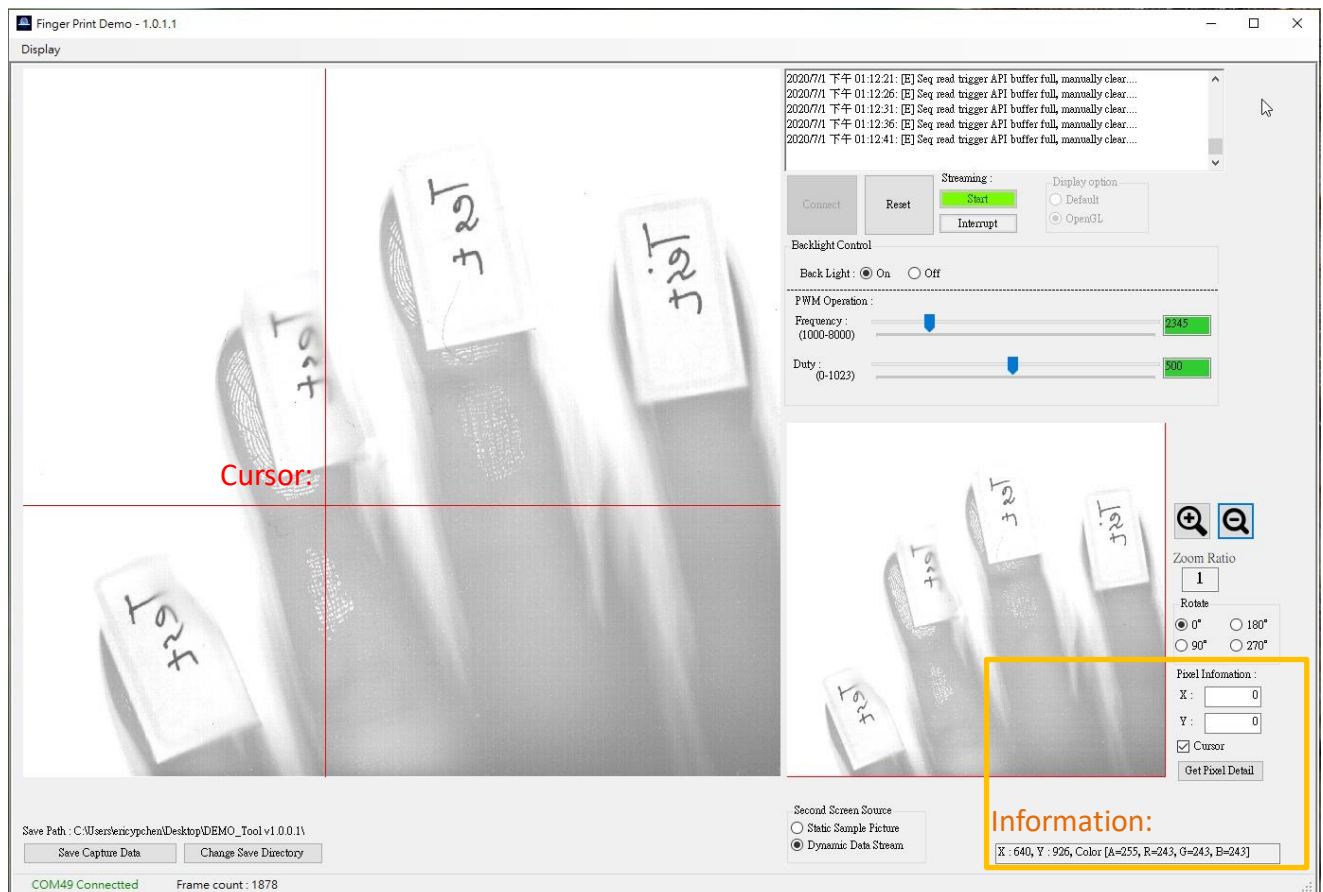 Finger Print Demo - 1.0.1.1
Display
2020/7/1 下午 01:12:21: [E] Seq read trigger API buffer full, manually clear....
2020/7/1 下午 01:12:26: [E] Seq read trigger API buffer full, manually clear....
2020/7/1 下午 01:12:31: [E] Seq read trigger API buffer full, manually clear....
2020/7/1 下午 01:12:36: [E] Seq read trigger API buffer full, manually clear....
2020/7/1 下午 01:12:41: [E] Seq read trigger API buffer full, manually clear....
Connect
Reset
Streaming :
Start
Interrupt
Display option
Default
OpenGL
Backlight Control
Back Light : On Off
PWM Operation :
Frequency :
(1000-8000)
2345
Duty :
(0-1023)
500
Cursor:
Zoom Ratio
1
Rotate
0° 180°
90° 270°
Pixel Infomation :
X : 0
Y : 0
Cursor
Get Pixel Detail
Second Screen Source
Static Sample Picture
Dynamic Data Stream
Information:
X : 640, Y : 926, Color [A=255, R=243, G=243, B=243]
Save Path : C:\Users\ericypchen\Desktop\DEMO_Tool v1.0.0.1\
Save Capture Data Change Save Directory
COM49 Connectted Frame count : 1878